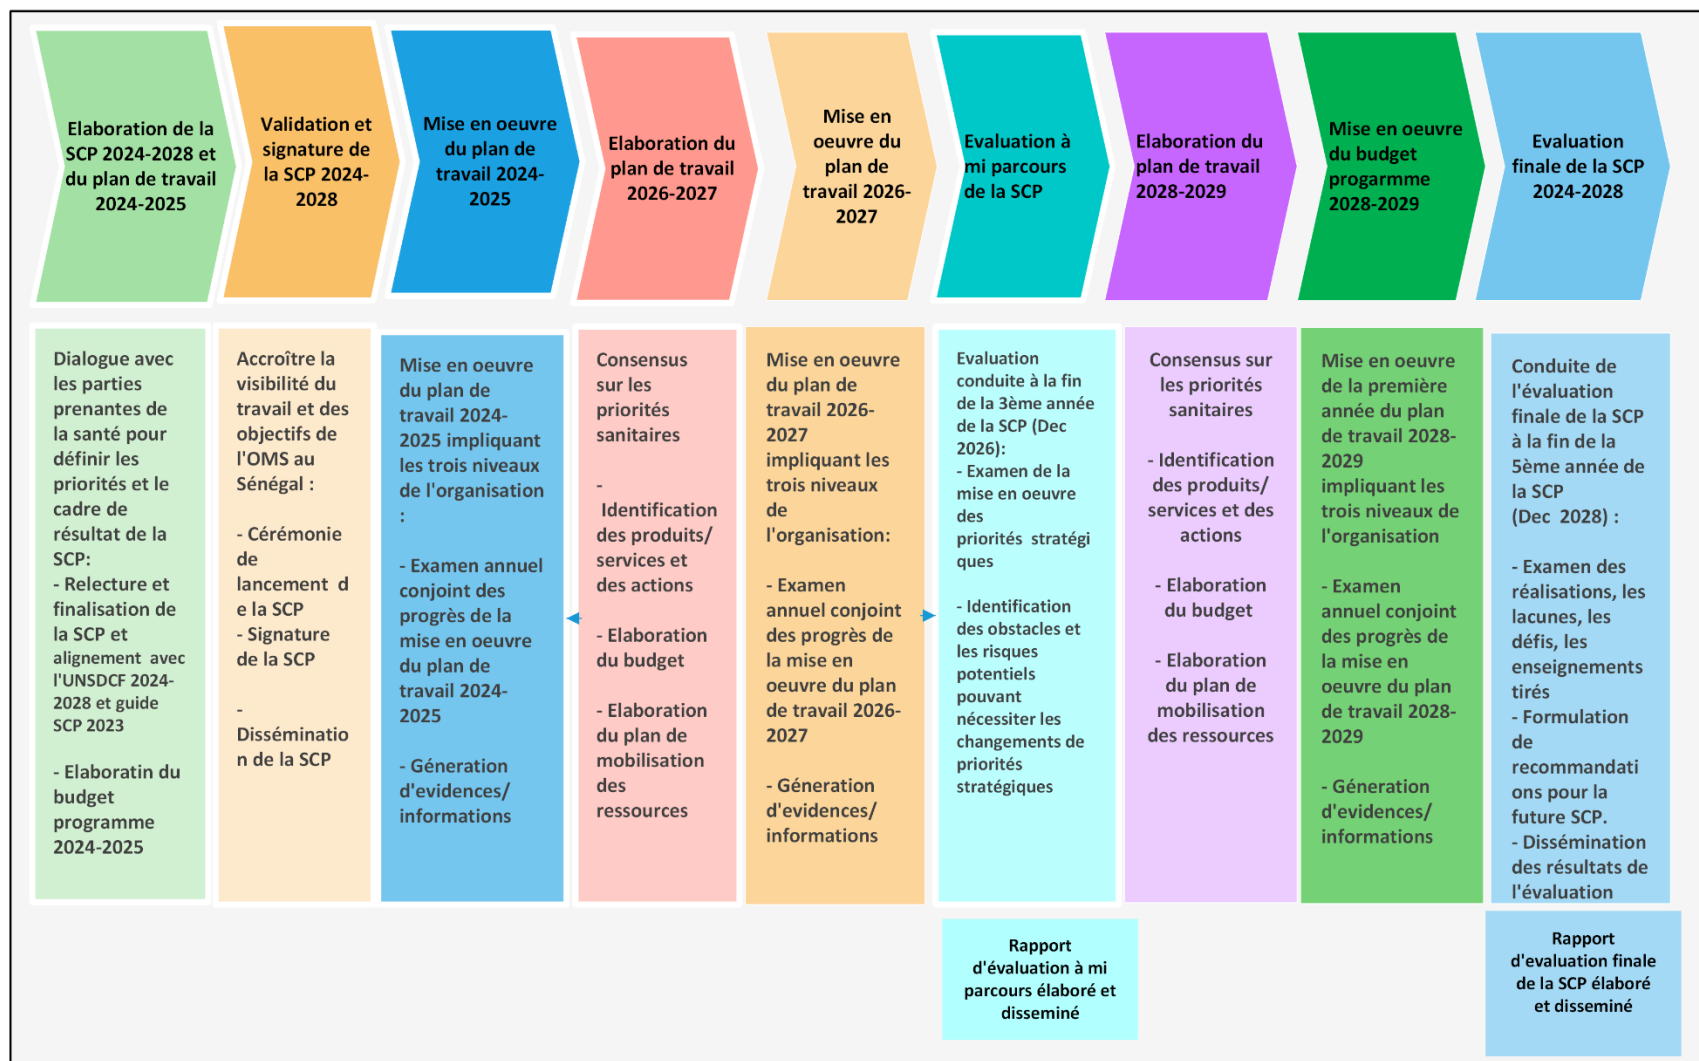 Elaboration de la
SCP 2024-2028 et
du plan de travail
2024-2025
Validation et
signature de
la SCP 2024-
2028
Mise en oeuvre
du plan de
travail 2024-
2025
Elaboration du
plan de travail
2026-2027
Mise en
oeuvre du
plan de
travail 2026-
2027
Evaluation à
mi parcours
de la SCP
Elaboration du
plan de travail
2028-2029
Mise en oeuvre
du budget
progarmme
2028-2029
Evaluation
finale de la SCP
2024-2028
Dialogue avec
les parties
prenantes de
la santé pour
définir les
priorités et le
cadre de
résultat de la
SCP:
- Relecture et
finalisation de
la SCP et
alignement avec
l'UNSDCF 2024-
2028 et guide
SCP 2023
- Elaboratin du
budget
programme
2024-2025
Accroître la
visibilité du
travail et des
objectifs de
l'OMS au
Sénégal :
- Cérémonie
de
lancement d
e la SCP
- Signature
de la SCP
-
Disséminatio
n de la SCP
Mise en oeuvre
du plan de
travail 2024-
2025 impliquant
les trois niveaux
de l'organisation
:
- Examen annuel
conjoint des
progrès de la
mise en oeuvre
du plan de
travail 2024-
2025
- Géneration
d'evidences/
informations
Consensus
sur les
priorités
sanitaires
-
Identification
des produits/
services et
des actions
- Elaboration
du budget
- Elaboration
du plan de
mobilisation
des
ressources
Mise en oeuvre
du plan de
travail 2026-
2027
impliquant les
trois niveaux
de
l'organisation:
- Examen
annuel conjoint
des progrès de
la mise en
oeuvre du plan
de travail 2026-
2027
- Géneration
d'evidences/
informations
Evaluation
conduite à la fin
de la 3ème année
de la SCP (Dec
2026):
- Examen de la
mise en oeuvre
des
priorités stratégi
ques
- Identification
des obstacles et
les risques
potentiels
pouvant
nécessiter les
changements de
priorités
stratégiques
Consensus sur
les priorités
sanitaires
- Identification
des produits/
services et des
actions
- Elaboration
du budget
- Elaboration
du plan de
mobilisation
des ressources
Mise en oeuvre
de la première
année du plan
de travail 2028-
2029
impliquant les
trois niveaux de
l'organisation
- Examen
annuel conjoint
des progrès de
la mise en
oeuvre du plan
de travail 2028-
2029
- Géneration
d'evidences/
informations
Conduite de
l'évaluation
finale de la SCP
à la fin de la
5ème année de
la SCP
(Dec 2028) :
- Examen des
réalisations, les
lacunes, les
défis, les
enseignements
tirés
- Formulation
de
recommandati
ons pour la
future SCP.
- Dissémination
des résultats de
l'évaluation
Rapport
d'évaluation à mi
parcours élaboré et
disseminé
Rapport
d'evaluation finale
de la SCP élaboré
et disseminé